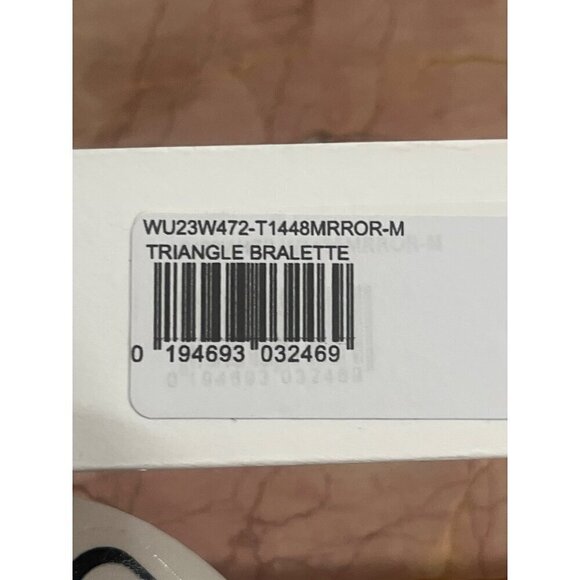 WU23W472-T1448MRROR-M
TRIANGLE BRALETTE
0 194693 032469